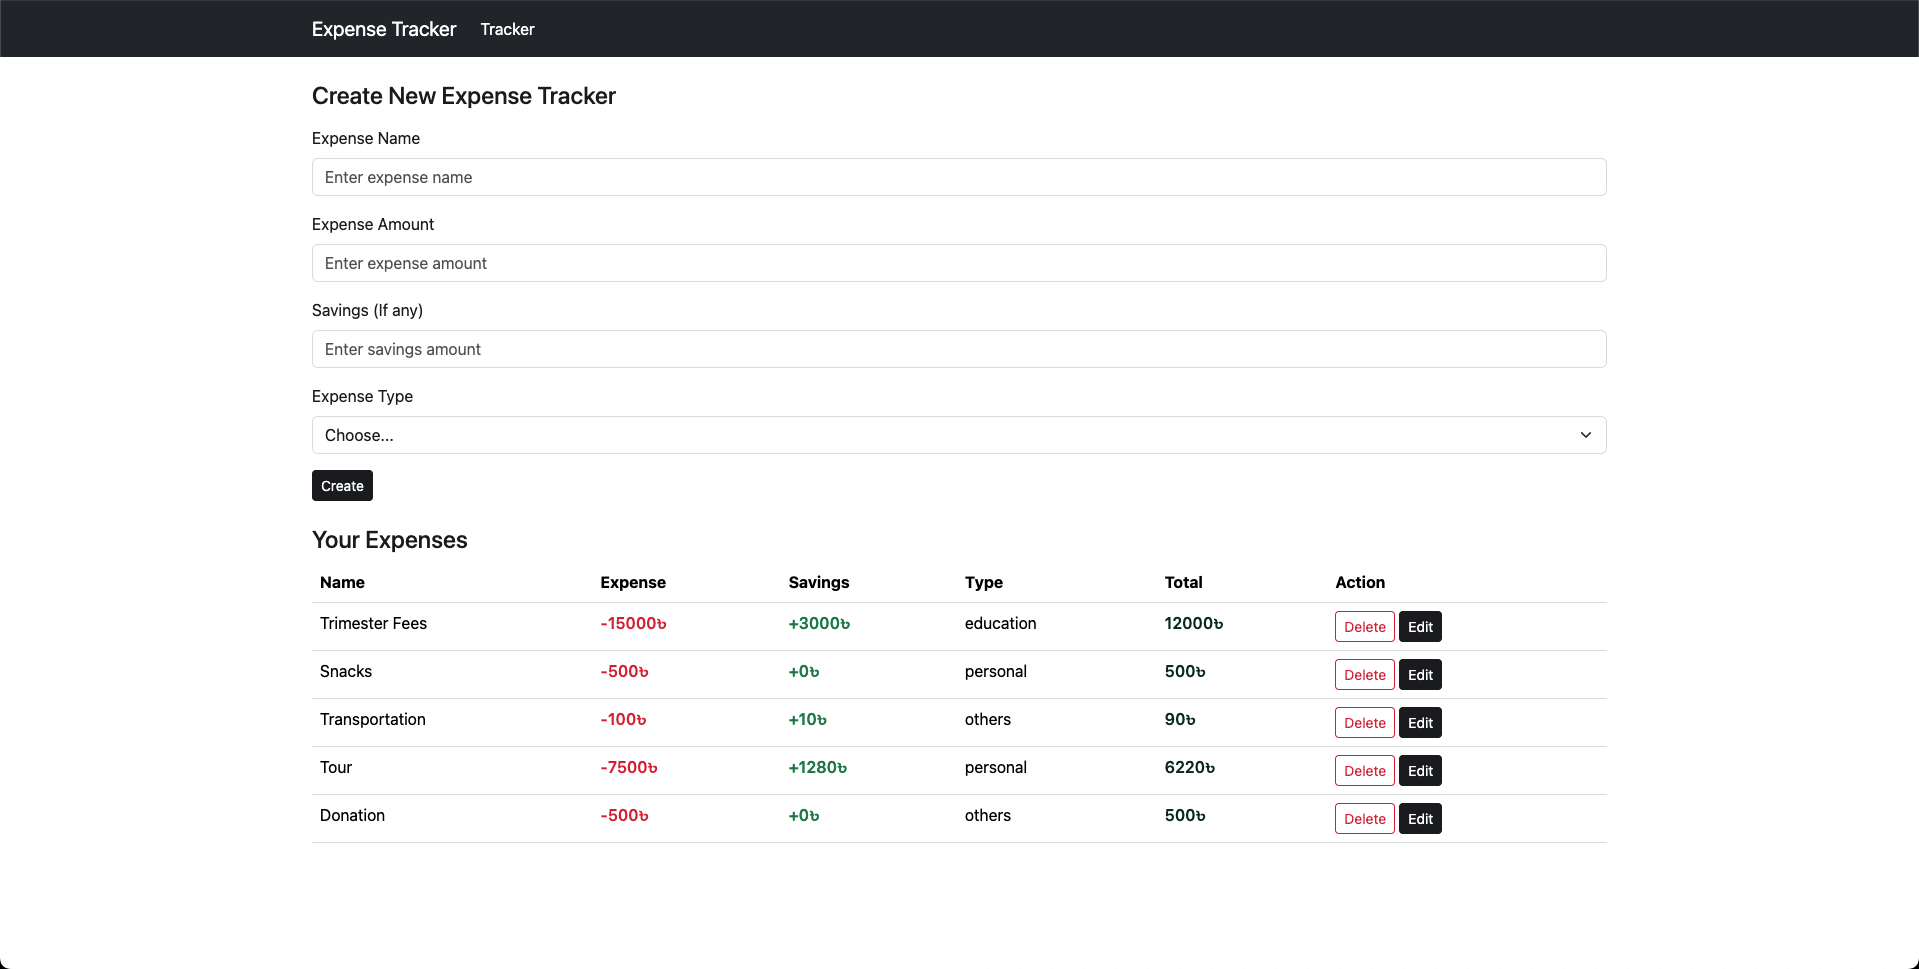 Expense Tracker Tracker
Create New Expense Tracker
Expense Name
Enter expense name
Expense Amount
Enter expense amount
Savings (If any)
Enter savings amount
Expense Type
Choose...
Create
Your Expenses
Name Expense Savings Type Total Action
Trimester Fees -15000৳ +3000৳ education 12000৳ Delete Edit
Snacks -500৳ +0৳ personal 500৳ Delete Edit
Transportation -100৳ +10৳ others 90৳ Delete Edit
Tour -7500৳ +1280৳ personal 6220৳ Delete Edit
Donation -500৳ +0৳ others 500৳ Delete Edit